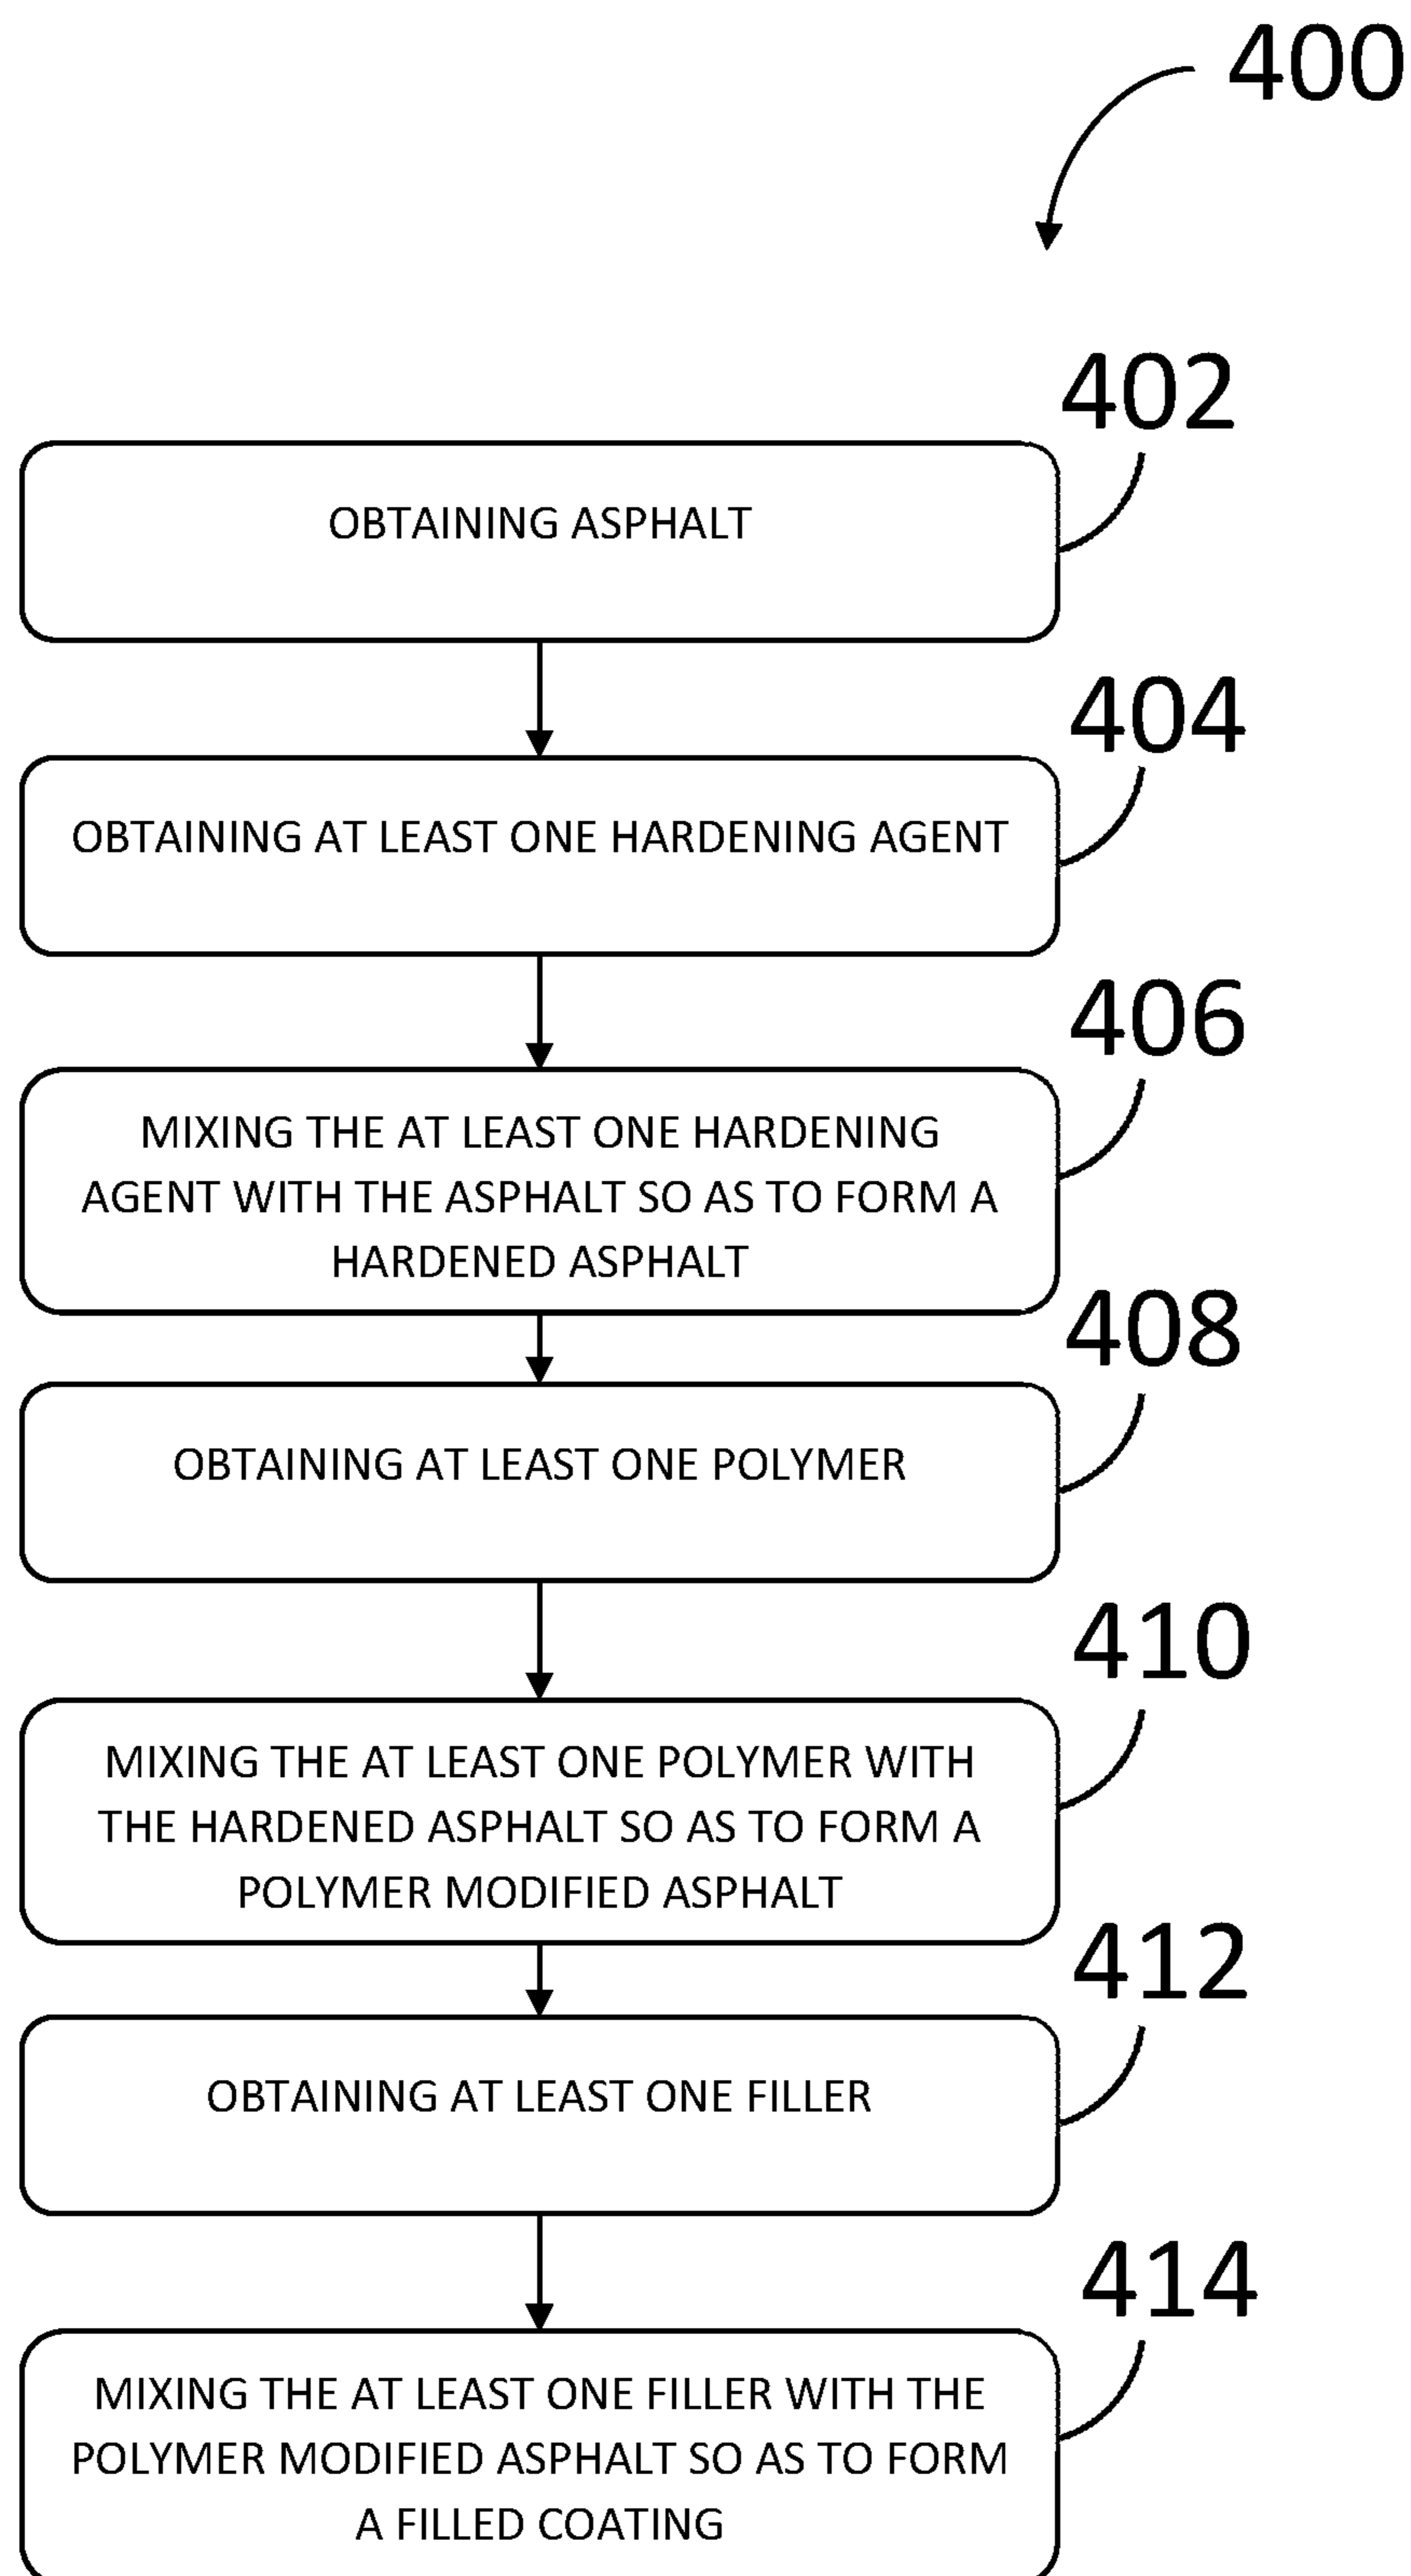 400
402
OBTAINING ASPHALT
404
OBTAINING AT LEAST ONE HARDENING AGENT
406
MIXING THE AT LEAST ONE HARDENING
AGENT WITH THE ASPHALT SO AS TO FORM A
HARDENED ASPHALT
408
OBTAINING AT LEAST ONE POLYMER
410
MIXING THE AT LEAST ONE POLYMER WITH
THE HARDENED ASPHALT SO AS TO FORM A
POLYMER MODIFIED ASPHALT
412
OBTAINING AT LEAST ONE FILLER
414
MIXING THE AT LEAST ONE FILLER WITH THE
POLYMER MODIFIED ASPHALT SO AS TO FORM
A FILLED COATING